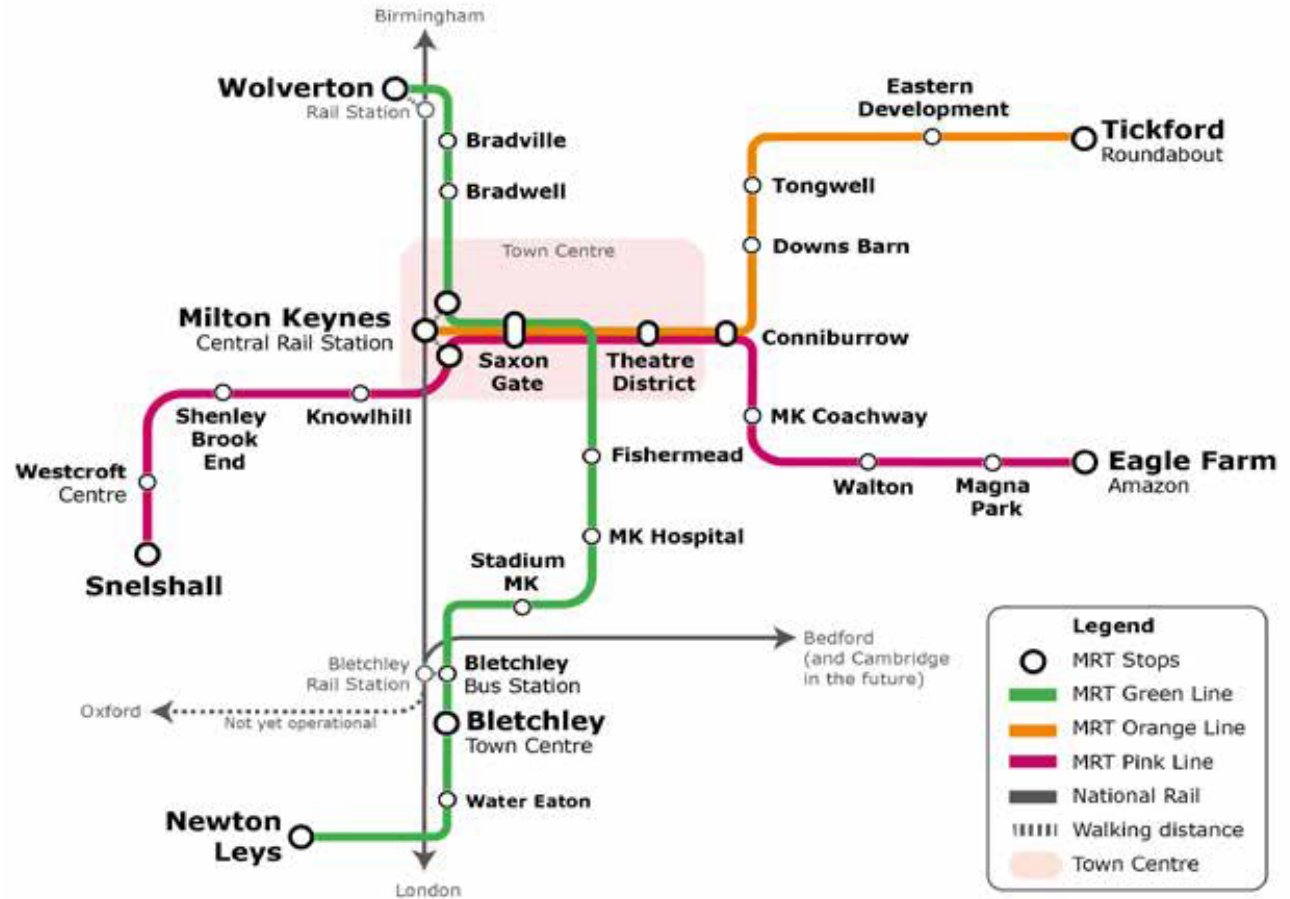 Birmingham
Wolverton
Rail Station
Bradville
Bradwell
Eastern
Development
Tickford
Roundabout
Tongwell
Downs Barn
Town Centre
Milton Keynes
Central Rail Station
Saxon
Gate
Theatre
District
Conniburrow
Shenley
Brook
End
Knowlhill
MK Coachway
Westcroft
Centre
Fishermead
Walton
Magna
Park
Eagle Farm
Amazon
Snelshall
MK Hospital
Stadium
MK
Bletchley
Rail Station
Bletchley
Bus Station
Bedford
(and Cambridge
in the future)
Oxford
Not yet operational
Bletchley
Town Centre
Water Eaton
Newton
Leys
London
Legend
MRT Stops
MRT Green Line
MRT Orange Line
MRT Pink Line
National Rail
Walking distance
Town Centre